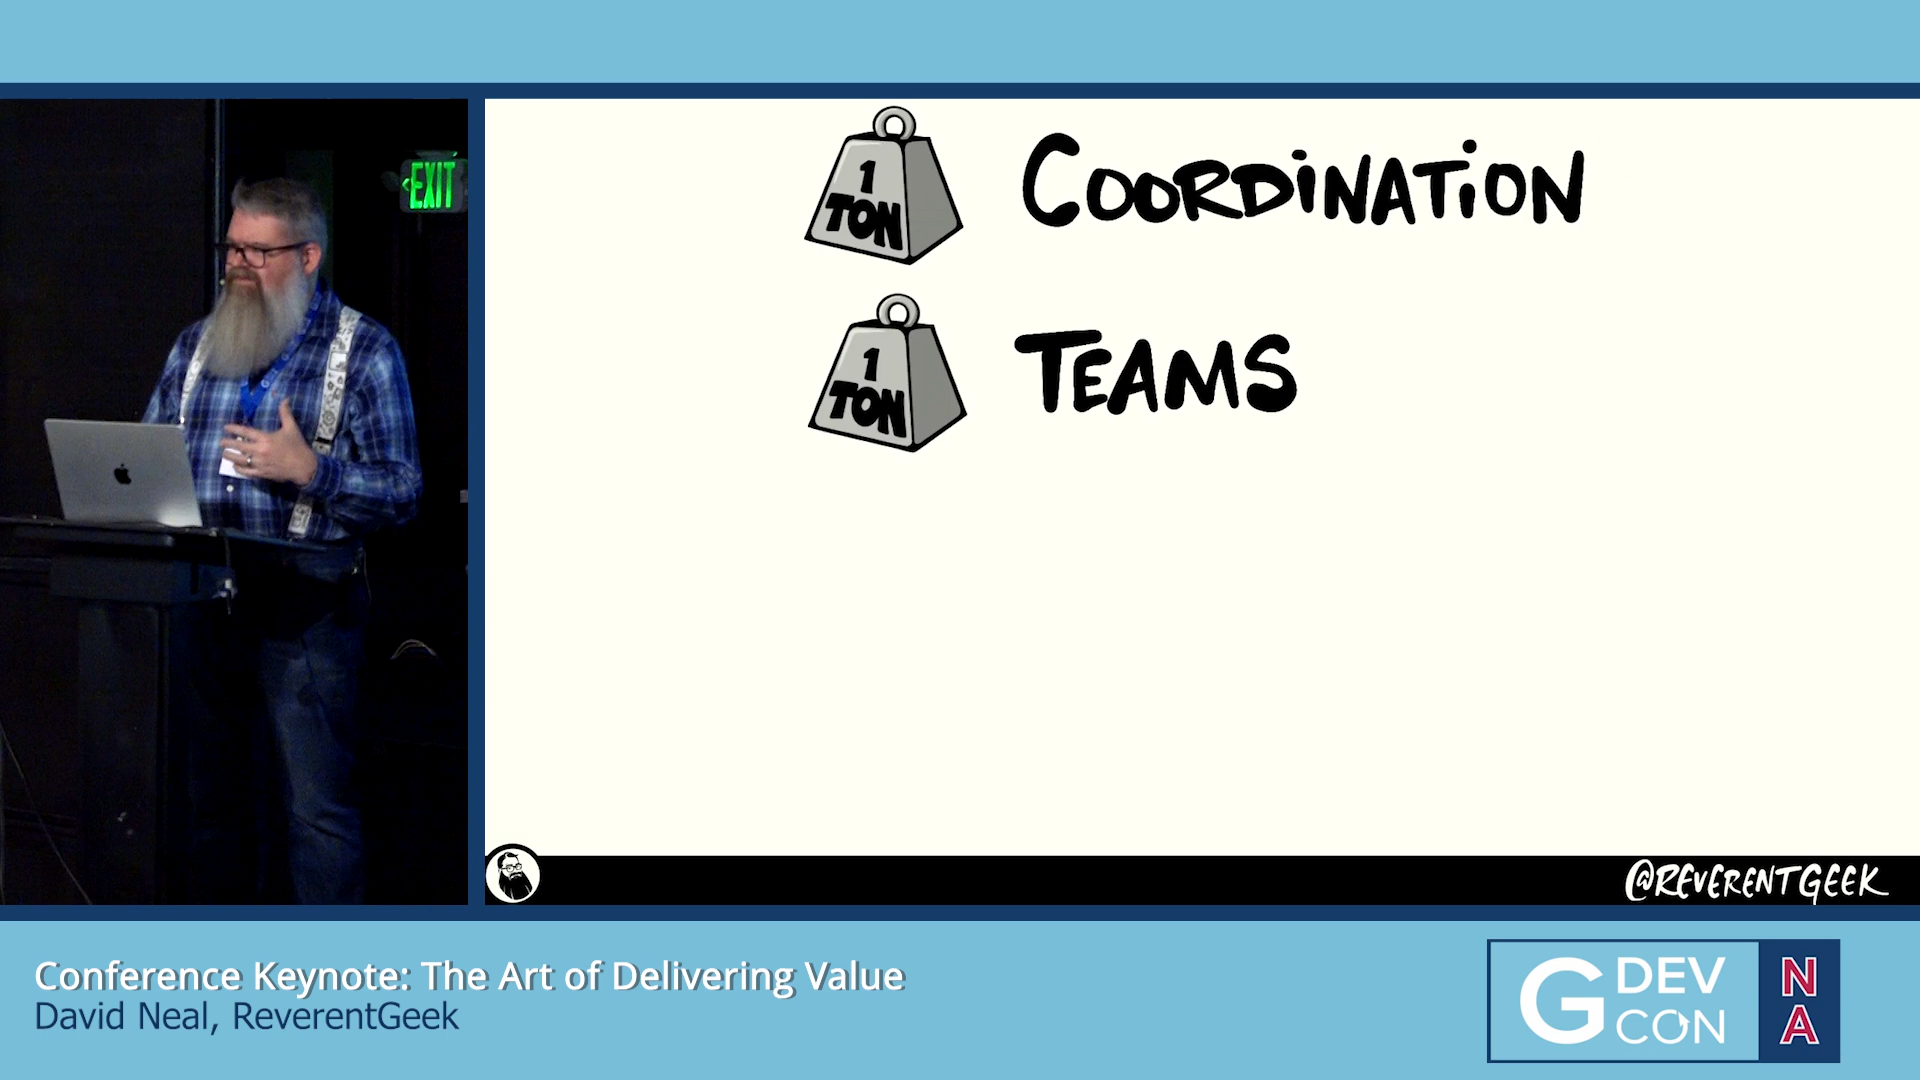 EXIT
1
TON
COORDINATION
1
TON
TEAMS
@REVERENTGEEK
Conference Keynote: The Art of Delivering Value
David Neal, ReverentGeek
G DEV
CON
N
A